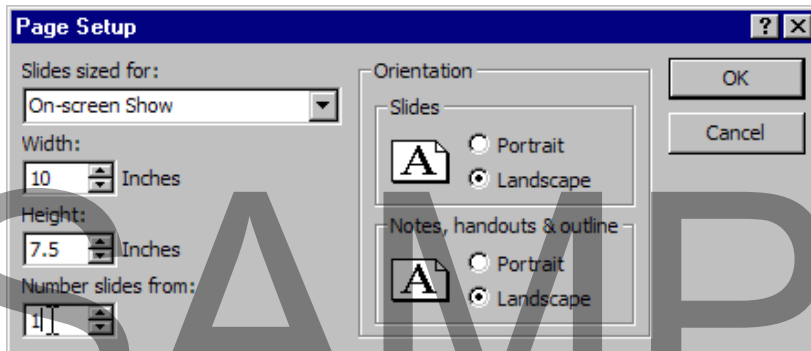 Page Setup
Slides sized for:
On-screen Show
Width:
10 Inches
Height:
7.5 Inches
Number slides from:
1
Orientation
Slides
A
Portrait
Landscape
Notes, handouts & outline
A
Portrait
Landscape
OK
Cancel
SAMP